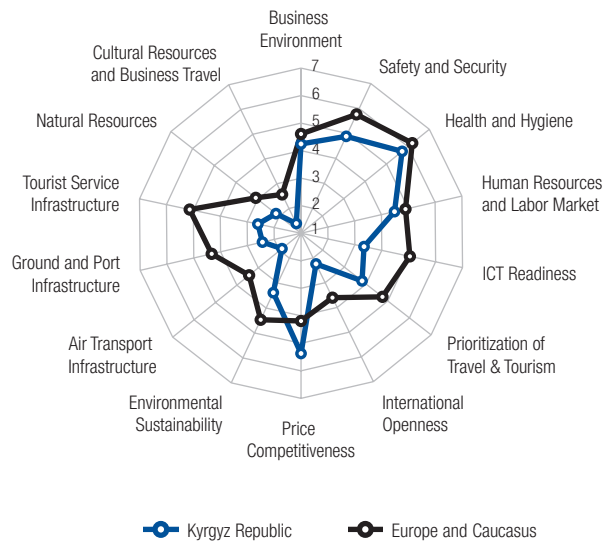 Business
Environment
Cultural Resources
and Business Travel
7
Safety and Security
6
Natural Resources
5
Health and Hygiene
4
Tourist Service
Infrastructure
3
Human Resources
and Labor Market
2
1
Ground and Port
Infrastructure
ICT Readiness
Air Transport
Infrastructure
Prioritization of
Travel & Tourism
Environmental
Sustainability
International
Openness
Price
Competitiveness
Kyrgyz Republic
Europe and Caucasus